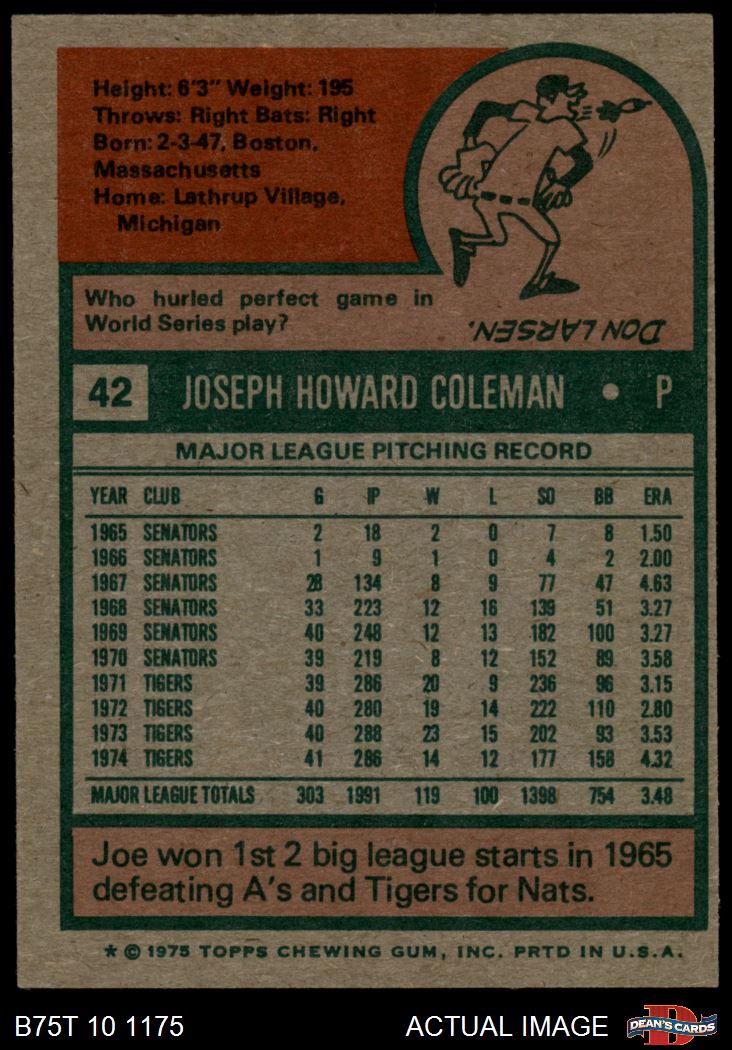 Height: 6'3" Weight: 195
Throws: Right Bats: Right
Born: 2-3-47, Boston,
Massachusetts
Home: Lathrup Village,
Michigan
Who hurled perfect game in
World Series play?
DON LARSEN.
42 JOSEPH HOWARD COLEMAN • P
MAJOR LEAGUE PITCHING RECORD
YEAR CLUB G IP W L SO BB ERA
1965 SENATORS 2 18 2 0 7 8 1.50
1966 SENATORS 1 9 1 0 4 2 2.00
1967 SENATORS 28 134 8 9 77 47 4.63
1968 SENATORS 33 223 12 16 139 51 3.27
1969 SENATORS 40 248 12 13 182 100 3.27
1970 SENATORS 39 219 8 12 152 89 3.58
1971 TIGERS 39 286 20 9 236 96 3.15
1972 TIGERS 40 280 19 14 222 110 2.80
1973 TIGERS 40 288 23 15 202 93 3.53
1974 TIGERS 41 286 14 12 177 158 4.32
MAJOR LEAGUE TOTALS 303 1991 119 100 1398 754 3.48
Joe won 1st 2 big league starts in 1965
defeating A's and Tigers for Nats.
* © 1975 TOPPS CHEWING GUM, INC. PRTD IN U.S.A.
B75T 10 1175 ACTUAL IMAGE DEAN'S CARDS